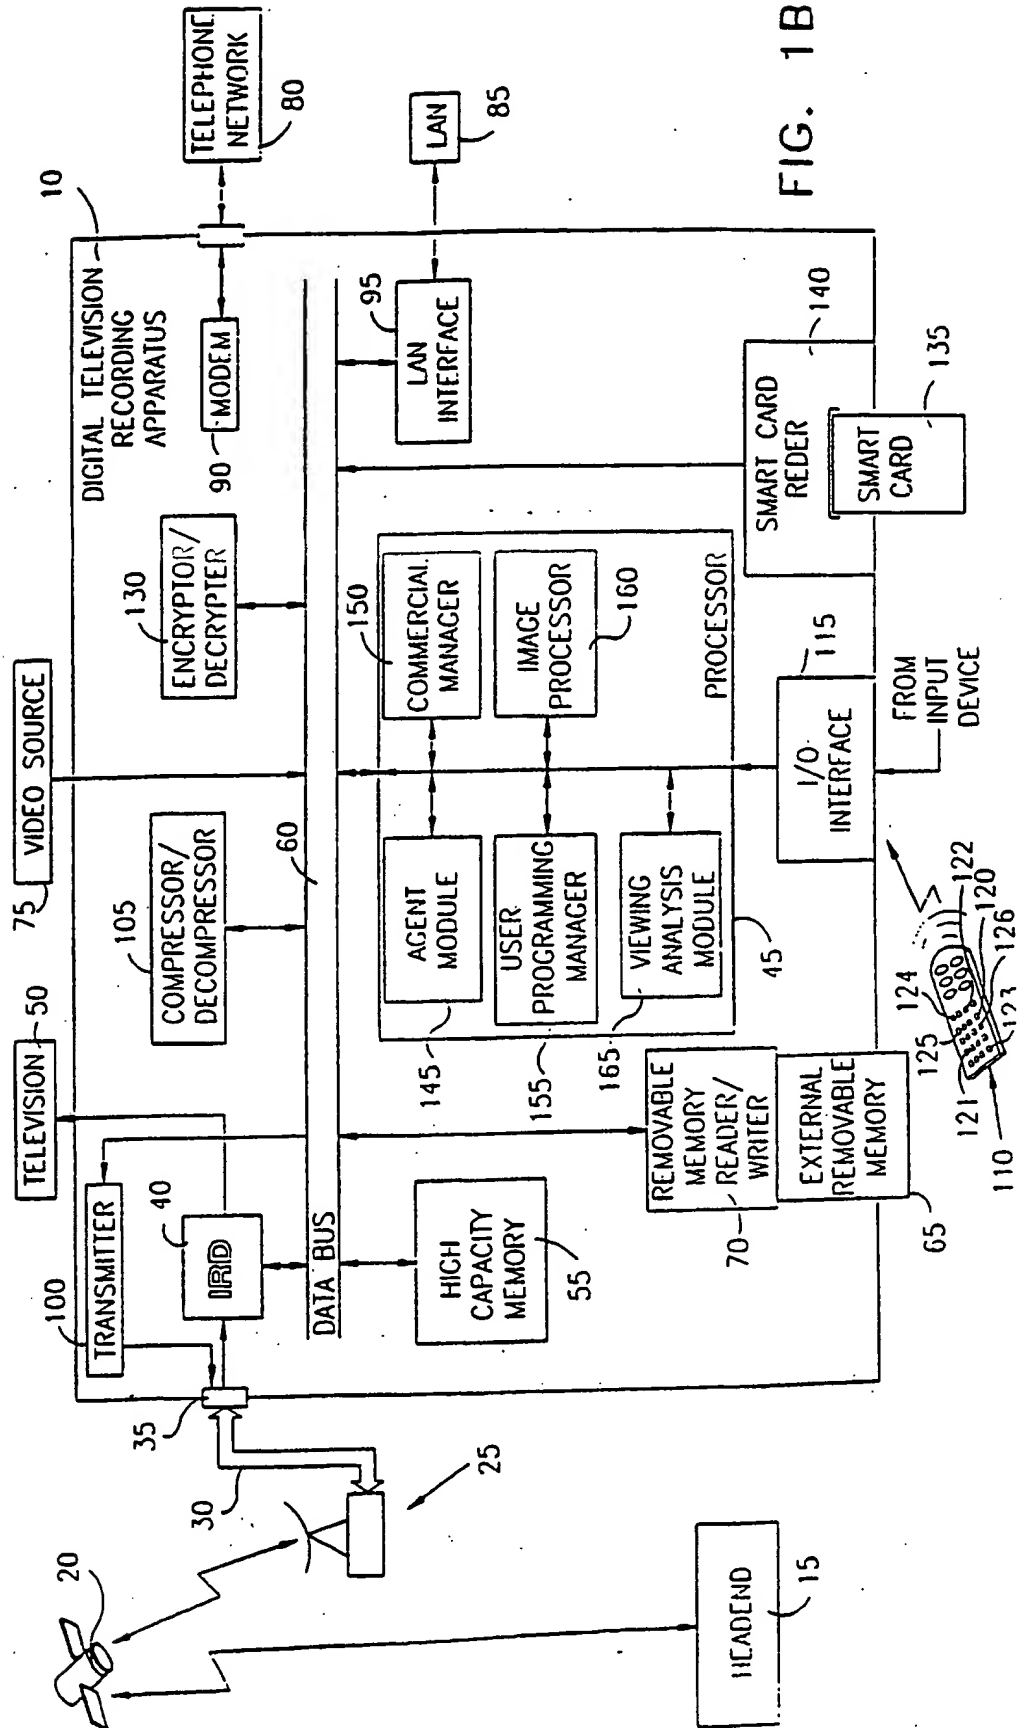 20
HEADEND
15
25
30
35
100
TRANSMITTER
40
IRD
TELEVISION
50
75
VIDEO SOURCE
105
COMPRESSOR/
DECOMPRESSOR
130
ENCRYPTOR/
DECRYPTER
DIGITAL TELEVISION
RECORDING
APPARATUS
10
90
MODEM
TELEPHONE
NETWORK
80
DATA BUS
60
HIGH
CAPACITY
MEMORY
55
145
AGENT
MODULE
150
COMMERCIAL
MANAGER
155
USER
PROGRAMMING
MANAGER
IMAGE
PROCESSOR
160
165
VIEWING
ANALYSIS
MODULE
45
PROCESSOR
LAN
INTERFACE
95
LAN
85
REMOVABLE
MEMORY
READER/
WRITER
70
EXTERNAL
REMOVABLE
MEMORY
65
I/O
INTERFACE
115
FROM
INPUT
DEVICE
SMART CARD
REDER
140
SMART
CARD
135
110
121
125
124
122
120
126
123
FIG. 1B